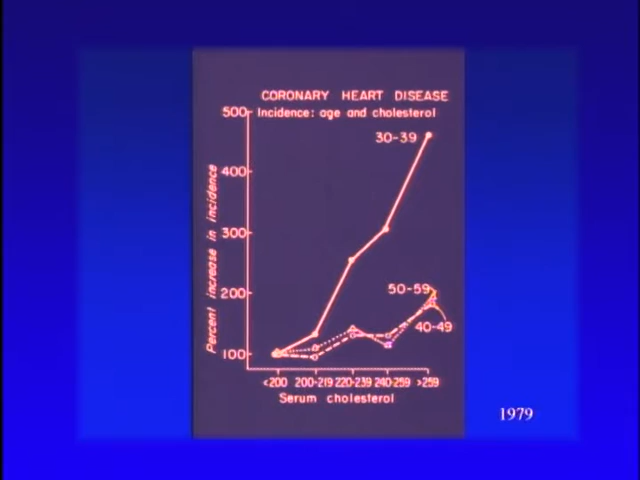 CORONARY HEART DISEASE
Incidence: age and cholesterol
Percent increase in incidence
500
400
300
200
100
30-39
50-59
40-49
<200 200-219 220-239 240-259 >259
Serum cholesterol
1979